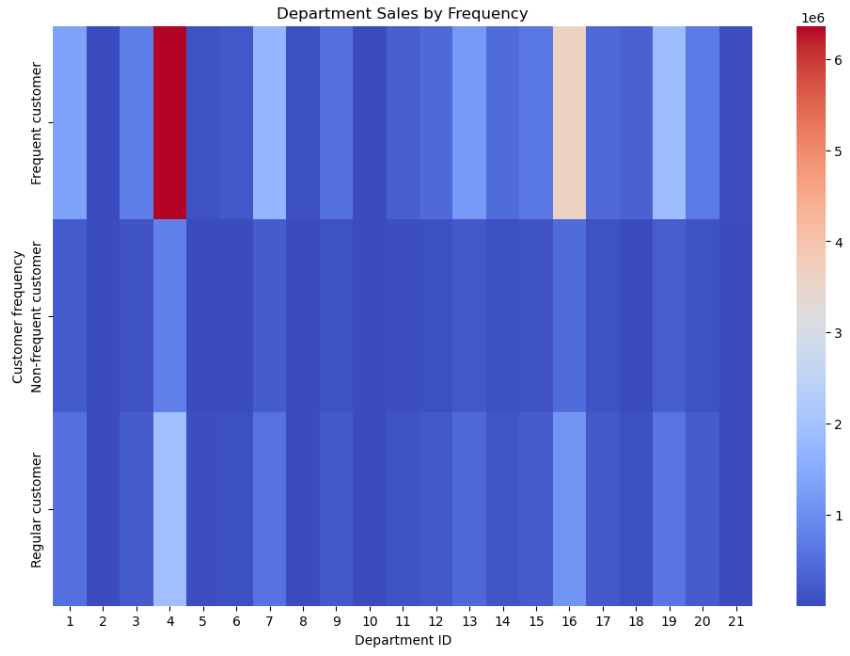 Department Sales by Frequency
1e6
6
5
4
3
2
1
Customer frequency
Frequent customer
Non-frequent customer
Regular customer
1 2 3 4 5 6 7 8 9 10 11 12 13 14 15 16 17 18 19 20 21
Department ID